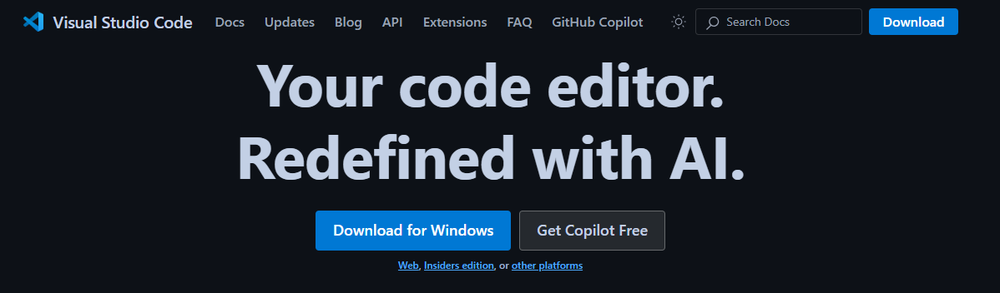 Visual Studio Code Docs Updates Blog API Extensions FAQ GitHub Copilot Search Docs Download
Your code editor.
Redefined with AI.
Download for Windows Get Copilot Free
Web, Insiders edition, or other platforms